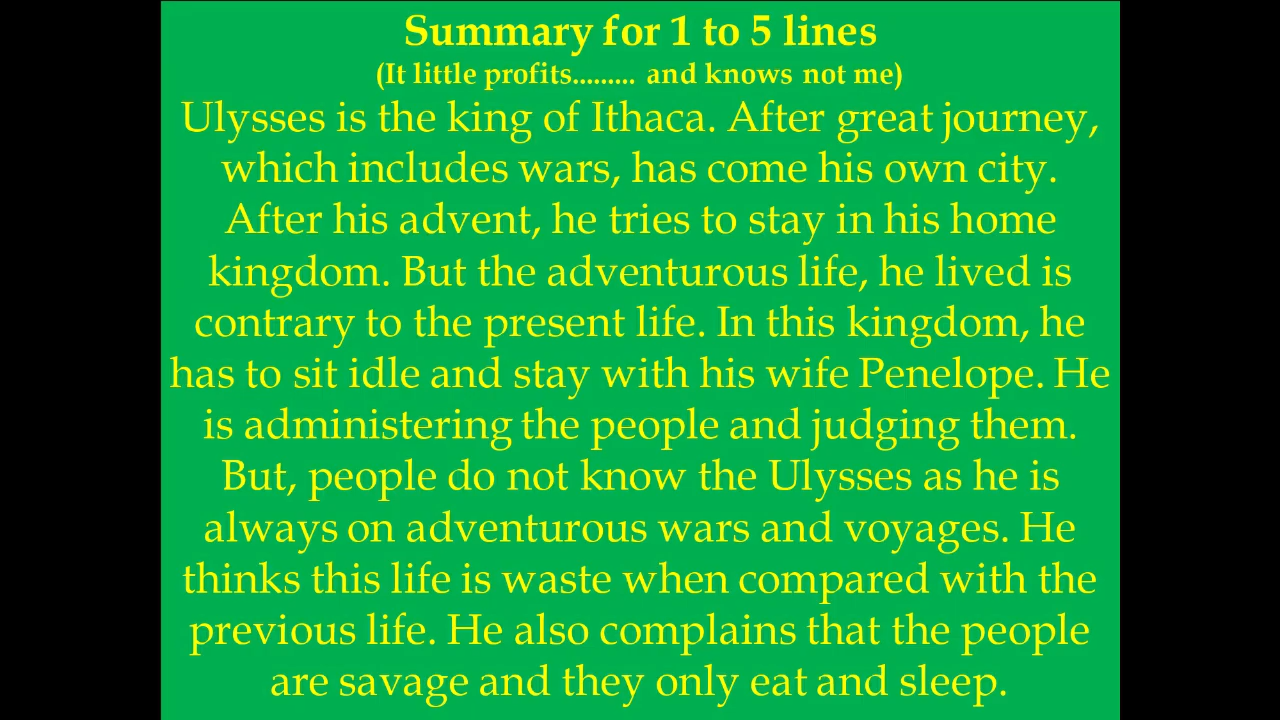 Summary for 1 to 5 lines
(It little profits......... and knows not me)
Ulysses is the king of Ithaca. After great journey,
which includes wars, has come his own city.
After his advent, he tries to stay in his home
kingdom. But the adventurous life, he lived is
contrary to the present life. In this kingdom, he
has to sit idle and stay with his wife Penelope. He
is administering the people and judging them.
But, people do not know the Ulysses as he is
always on adventurous wars and voyages. He
thinks this life is waste when compared with the
previous life. He also complains that the people
are savage and they only eat and sleep.